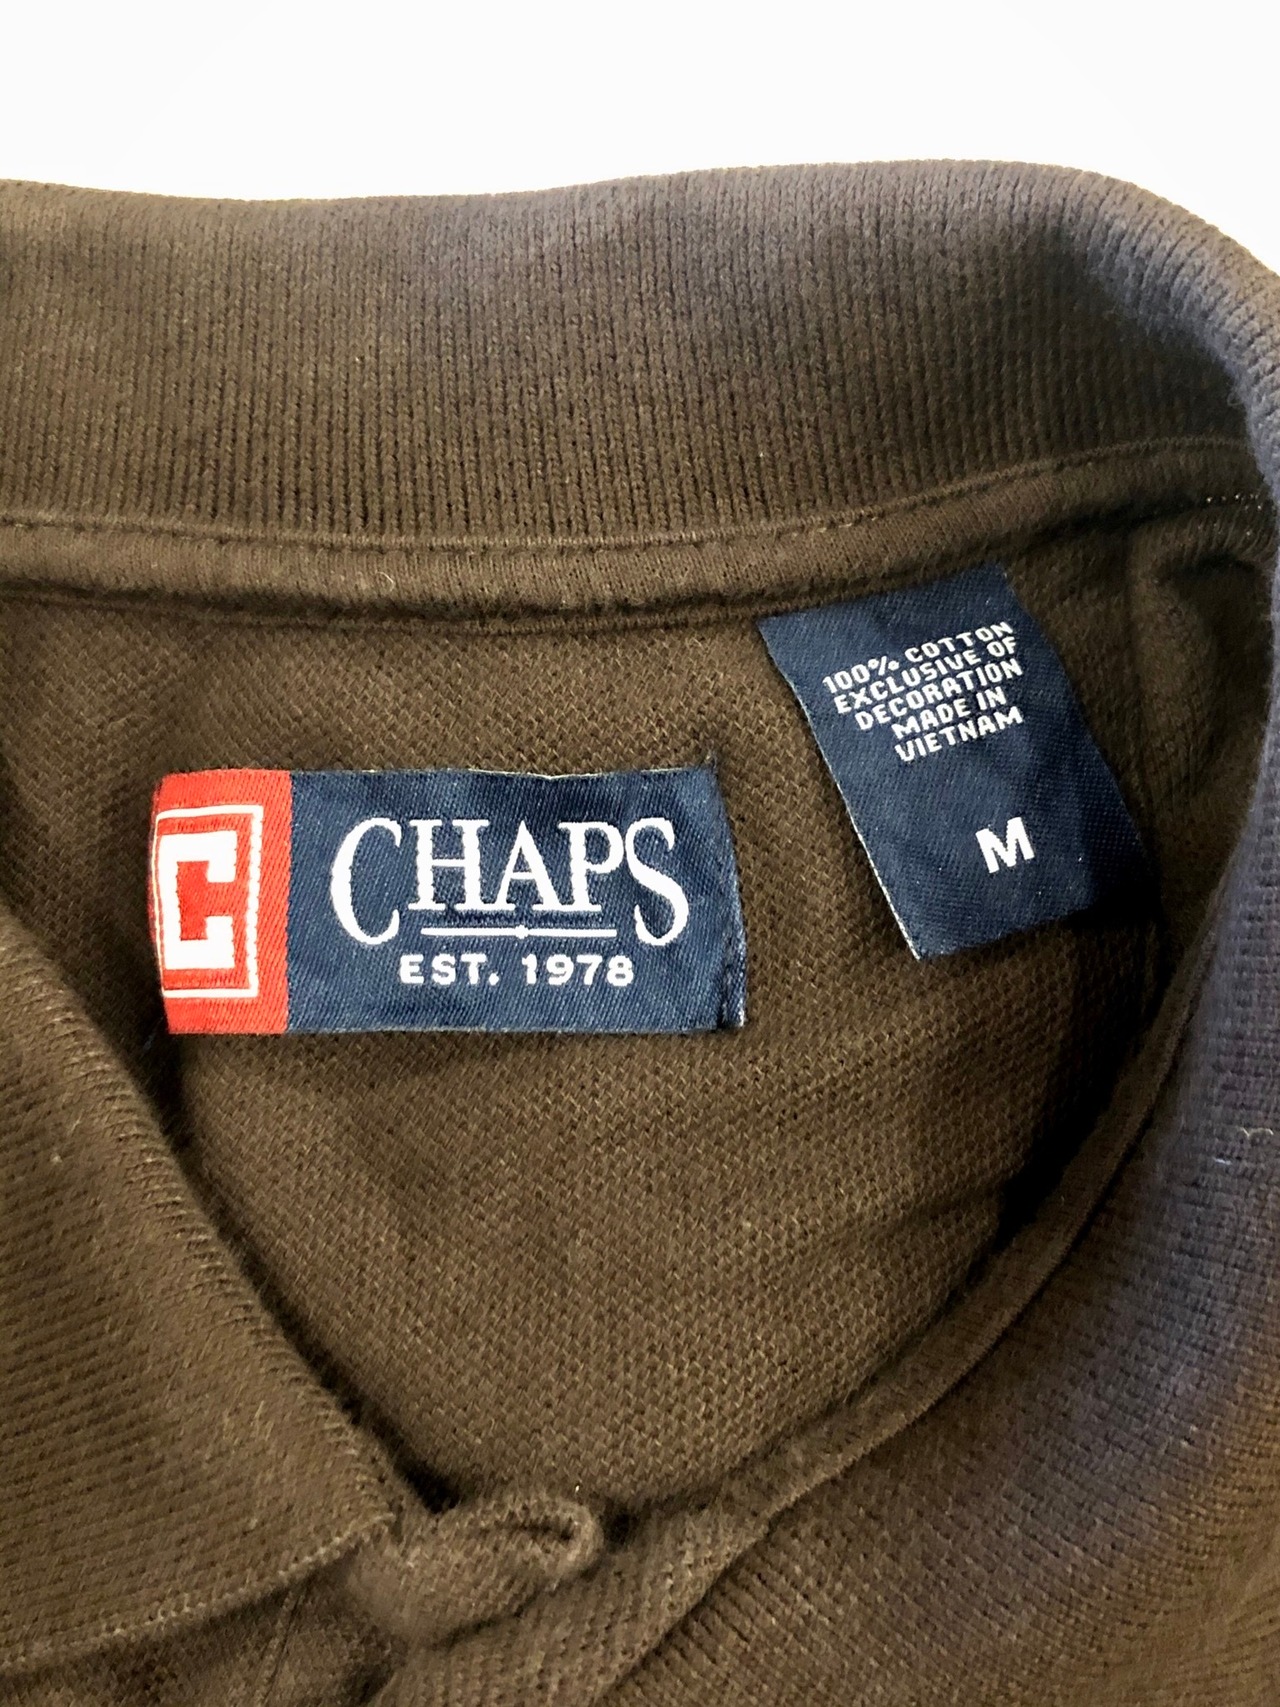 100% COTTON
EXCLUSIVE OF
DECORATION
MADE IN
VIETNAM
M
C
CHAPS
EST. 1978